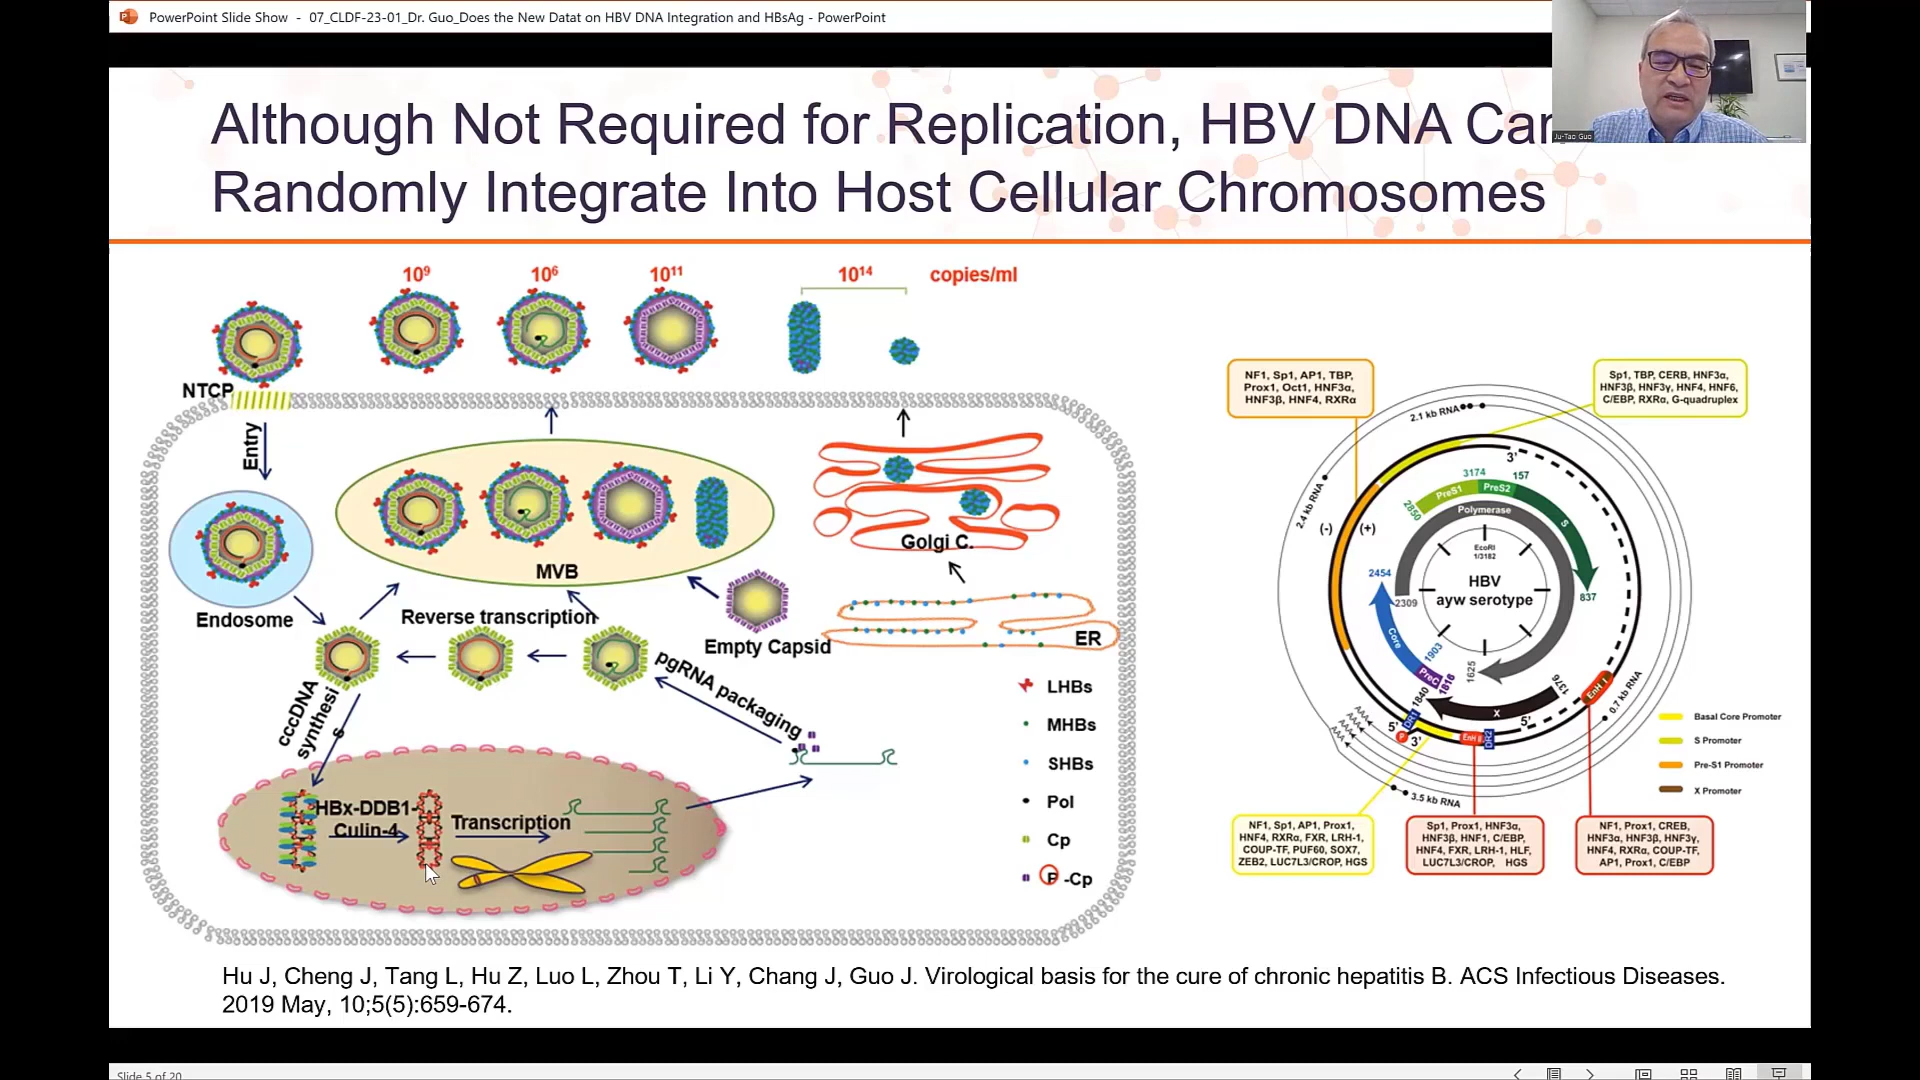 PowerPoint Slide Show - 07_CLDF-23-01_Dr. Guo_Does the New Datat on HBV DNA Integration and HBsAg - PowerPoint
Ju-Tao Guo
Although Not Required for Replication, HBV DNA Can
Randomly Integrate Into Host Cellular Chromosomes
10⁹
10⁶
10¹¹
10¹⁴
copies/ml
NTCP
Entry
Endosome
MVB
Reverse transcription
Empty Capsid
Golgi C.
ER
pgRNA packaging
cccDNA
synthesi
s
HBx-DDB1-
Culin-4
Transcription
LHBs
MHBs
SHBs
Pol
Cp
P -Cp
NF1, Sp1, AP1, TBP,
Prox1, Oct1, HNF3α,
HNF3β, HNF4, RXRα
Sp1, TBP, CERB, HNF3α,
HNF3β, HNF3γ, HNF4, HNF6,
C/EBP, RXRα, G-quadruplex
2.1 kb RNA
2.4 kb RNA
3'
3174
157
2850
PreS1
PreS2
S
Polymerase
(-)
(+)
EcoRI
1/3182
HBV
ayw serotype
2454
2309
837
Core
1903
PreC
1816
1625
1376
X
1840
DR1
5'
P
3'
EnH II
DR2
5'
EnH I
0.7 kb RNA
AAA
AAA
AAA
AAA
3.5 kb RNA
Basal Core Promoter
S Promoter
Pre-S1 Promoter
X Promoter
NF1, Sp1, AP1, Prox1,
HNF4, RXRα, FXR, LRH-1,
COUP-TF, PUF60, SOX7,
ZEB2, LUC7L3/CROP, HGS
Sp1, Prox1, HNF3α,
HNF3β, HNF1, C/EBP,
HNF4, FXR, LRH-1, HLF,
LUC7L3/CROP, HGS
NF1, Prox1, CREB,
HNF3α, HNF3β, HNF3γ,
HNF4, RXRα, COUP-TF,
AP1, Prox1, C/EBP
Hu J, Cheng J, Tang L, Hu Z, Luo L, Zhou T, Li Y, Chang J, Guo J. Virological basis for the cure of chronic hepatitis B. ACS Infectious Diseases.
2019 May, 10;5(5):659-674.
Slide 5 of 20